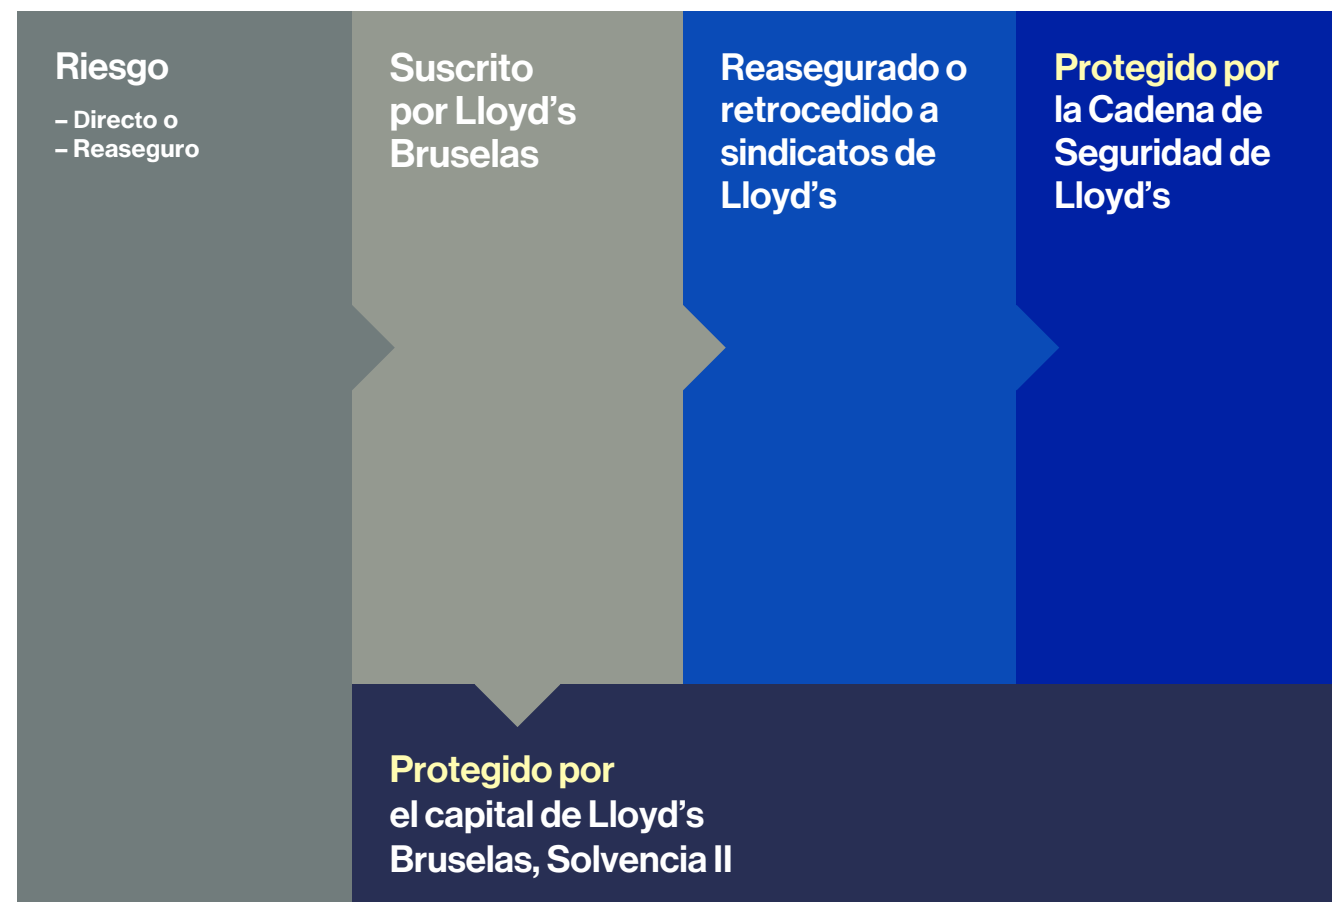 Riesgo
– Directo o
– Reaseguro
Suscrito
por Lloyd’s
Bruselas
Reasegurado o
retrocedido a
sindicatos de
Lloyd’s
Protegido por
la Cadena de
Seguridad de
Lloyd’s
Protegido por
el capital de Lloyd’s
Bruselas, Solvencia II